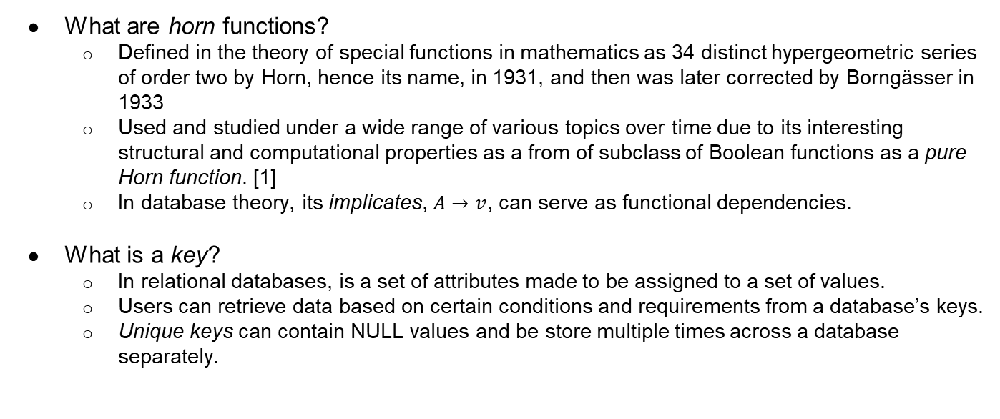 ● What are horn functions?
○ Defined in the theory of special functions in mathematics as 34 distinct hypergeometric series
of order two by Horn, hence its name, in 1931, and then was later corrected by Borngässer in
1933
○ Used and studied under a wide range of various topics over time due to its interesting
structural and computational properties as a from of subclass of Boolean functions as a pure
Horn function. [1]
○ In database theory, its implicates, A → v, can serve as functional dependencies.
● What is a key?
○ In relational databases, is a set of attributes made to be assigned to a set of values.
○ Users can retrieve data based on certain conditions and requirements from a database’s keys.
○ Unique keys can contain NULL values and be store multiple times across a database
separately.